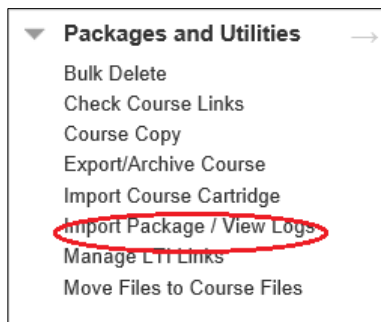 Packages and Utilities
Bulk Delete
Check Course Links
Course Copy
Export/Archive Course
Import Course Cartridge
Import Package / View Logs
Manage LTI Links
Move Files to Course Files